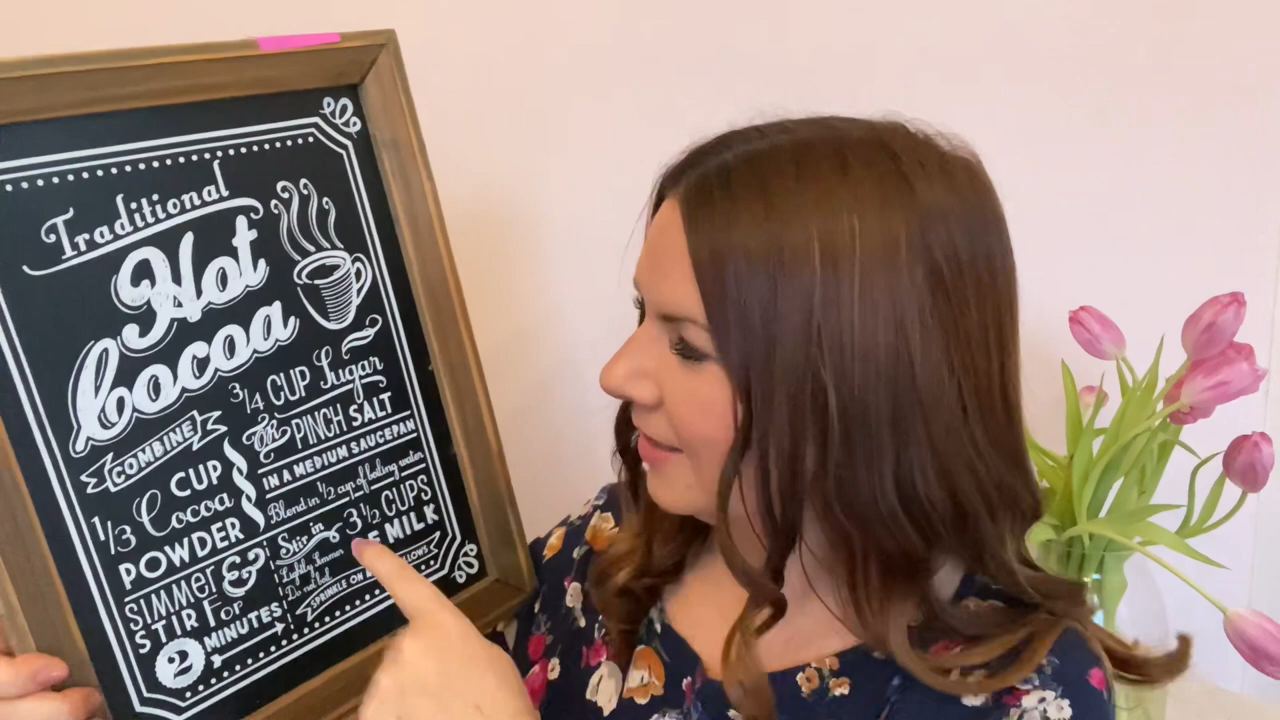 Traditional
Hot
Cocoa
COMBINE
1/3 CUP
Cocoa
POWDER
3/4 CUP Sugar
OR PINCH SALT
IN A MEDIUM SAUCEPAN
Blend in 1/2 cup of boiling water
SIMMER &
STIR For
2 MINUTES
Stir in 3 1/2 CUPS
MILK
Lightly Simmer
Do not boil
SPRINKLE ON